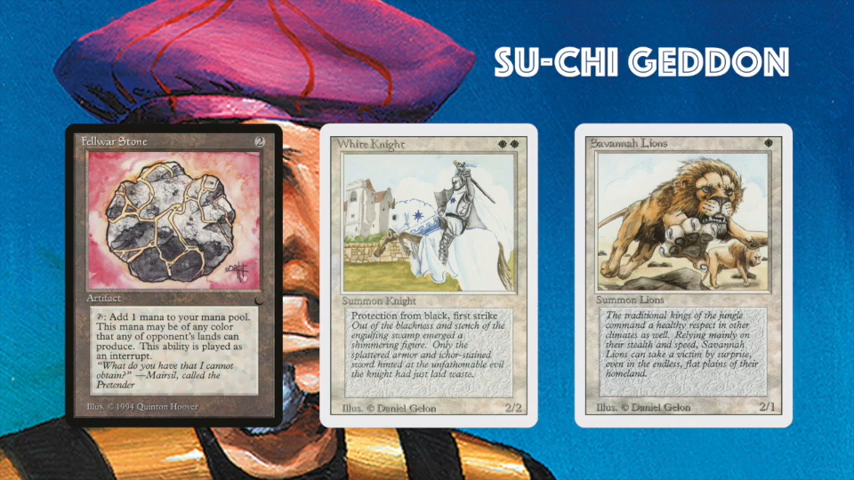 SU-CHI GEDDON
Fellwar Stone 2
Artifact
: Add 1 mana to your mana pool.
This mana may be of any color
that any of opponent's lands can
produce. This ability is played as
an interrupt.
"What do you have that I cannot
obtain?" —Mairsil, called the
Pretender
Illus. © 1994 Quinton Hoover
White Knight
Summon Knight
Protection from black, first strike
Out of the blackness and stench of the
engulfing swamp emerged a
shimmering figure. Only the
splattered armor and ichor-stained
sword hinted at the unfathomable evil
the knight had just laid waste.
Illus. © Daniel Gelon
2/2
Savannah Lions
Summon Lions
The traditional kings of the jungle
command a healthy respect in other
climates as well. Relying mainly on
their stealth and speed, Savannah
Lions can take a victim by surprise,
even in the endless, flat plains of their
homeland.
Illus. © Daniel Gelon
2/1